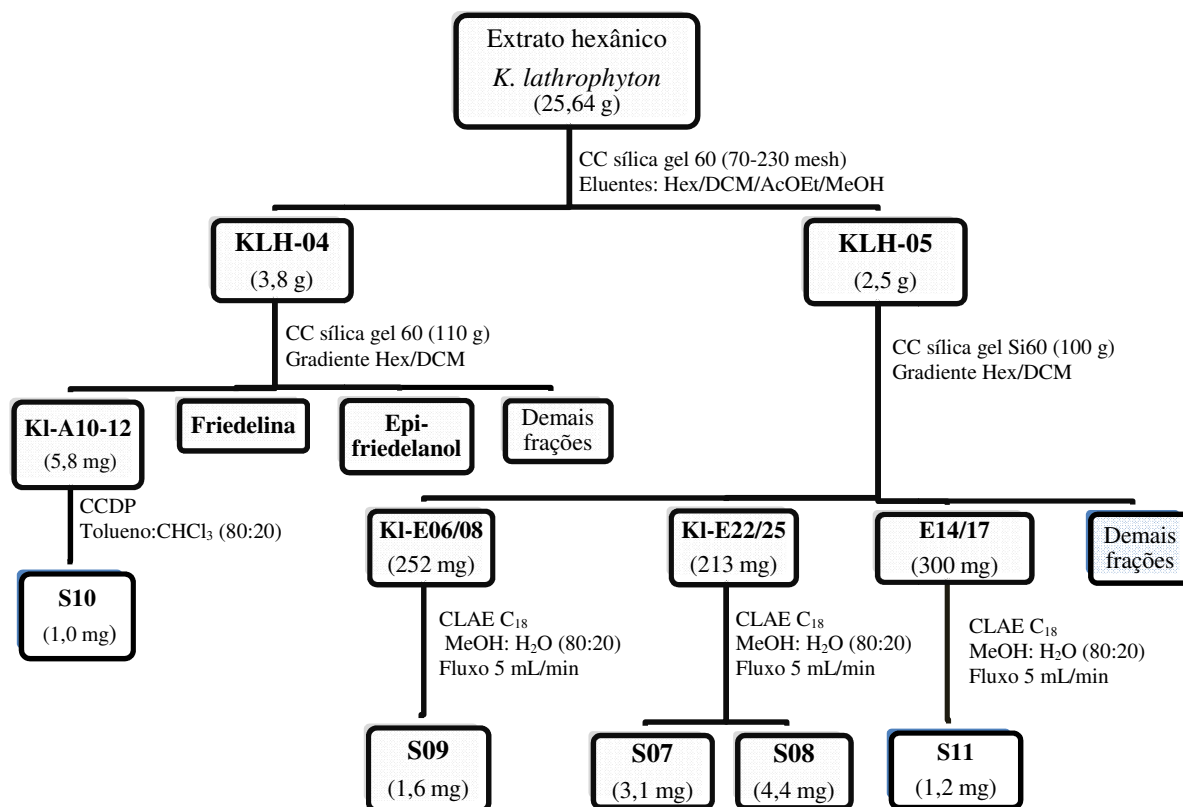 Extrato hexânico
K. lathrophyton
(25,64 g)
CC sílica gel 60 (70-230 mesh)
Eluentes: Hex/DCM/AcOEt/MeOH
KLH-04
(3,8 g)
KLH-05
(2,5 g)
CC sílica gel 60 (110 g)
Gradiente Hex/DCM
CC sílica gel Si60 (100 g)
Gradiente Hex/DCM
Kl-A10-12
(5,8 mg)
Friedelina
Epi-
friedelanol
Demais
frações
CCDP
Tolueno:CHCl₃ (80:20)
S10
(1,0 mg)
Kl-E06/08
(252 mg)
Kl-E22/25
(213 mg)
E14/17
(300 mg)
Demais
frações
CLAE C₁₈
MeOH: H₂O (80:20)
Fluxo 5 mL/min
CLAE C₁₈
MeOH: H₂O (80:20)
Fluxo 5 mL/min
CLAE C₁₈
MeOH: H₂O (80:20)
Fluxo 5 mL/min
S09
(1,6 mg)
S07
(3,1 mg)
S08
(4,4 mg)
S11
(1,2 mg)